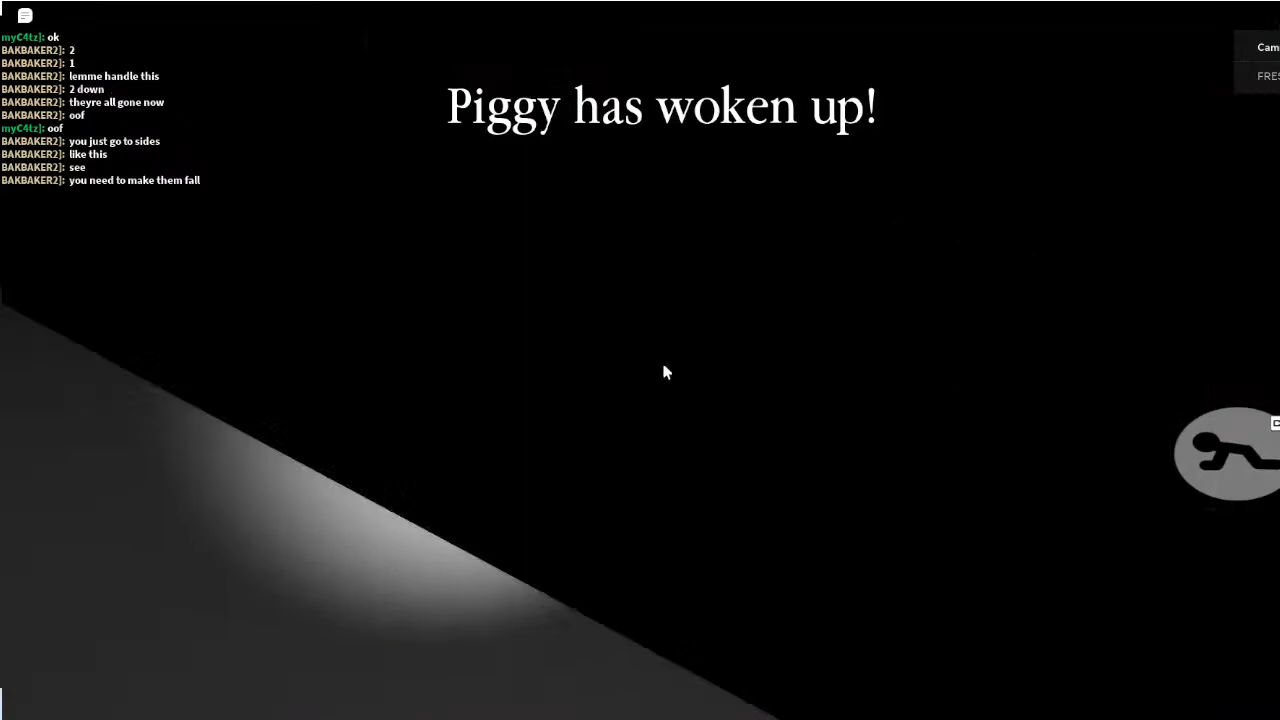 myC4tz]: ok
BAKBAKER2]: 2
BAKBAKER2]: 1
BAKBAKER2]: lemme handle this
BAKBAKER2]: 2 down
BAKBAKER2]: theyre all gone now
BAKBAKER2]: oof
myC4tz]: oof
BAKBAKER2]: you just go to sides
BAKBAKER2]: like this
BAKBAKER2]: see
BAKBAKER2]: you need to make them fall
Piggy has woken up!
Cam
FRES